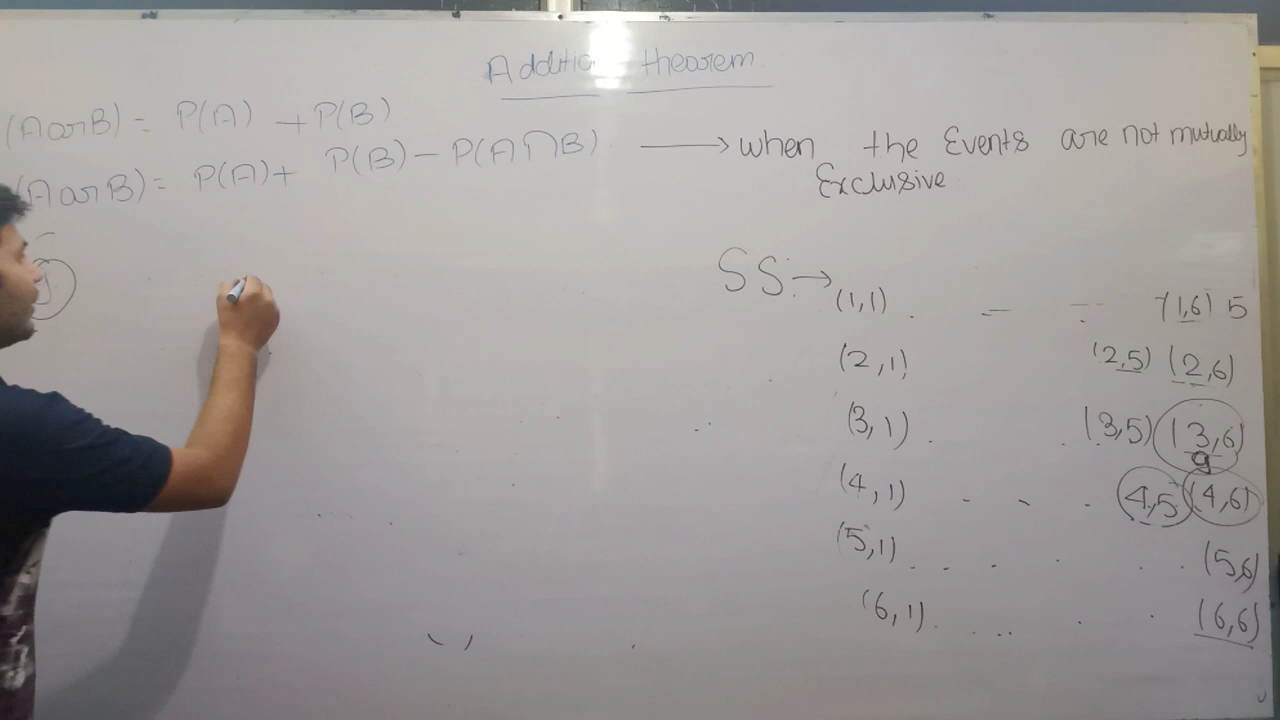 Addition theorem.
(A or B) = P(A) + P(B)
(A or B) = P(A) + P(B) - P(A∩B) → when the Events are not mutually
Exclusive
SS: →
(1,1) . - - (1,6) 5
(2,1) (2,5) (2,6)
(3,1) . . (3,5) (3,6)
9
(4,1) - - . (4,5) (4,6)
(5,1) . . . . . . (5,6)
(6,1) . . . . . (6,6)